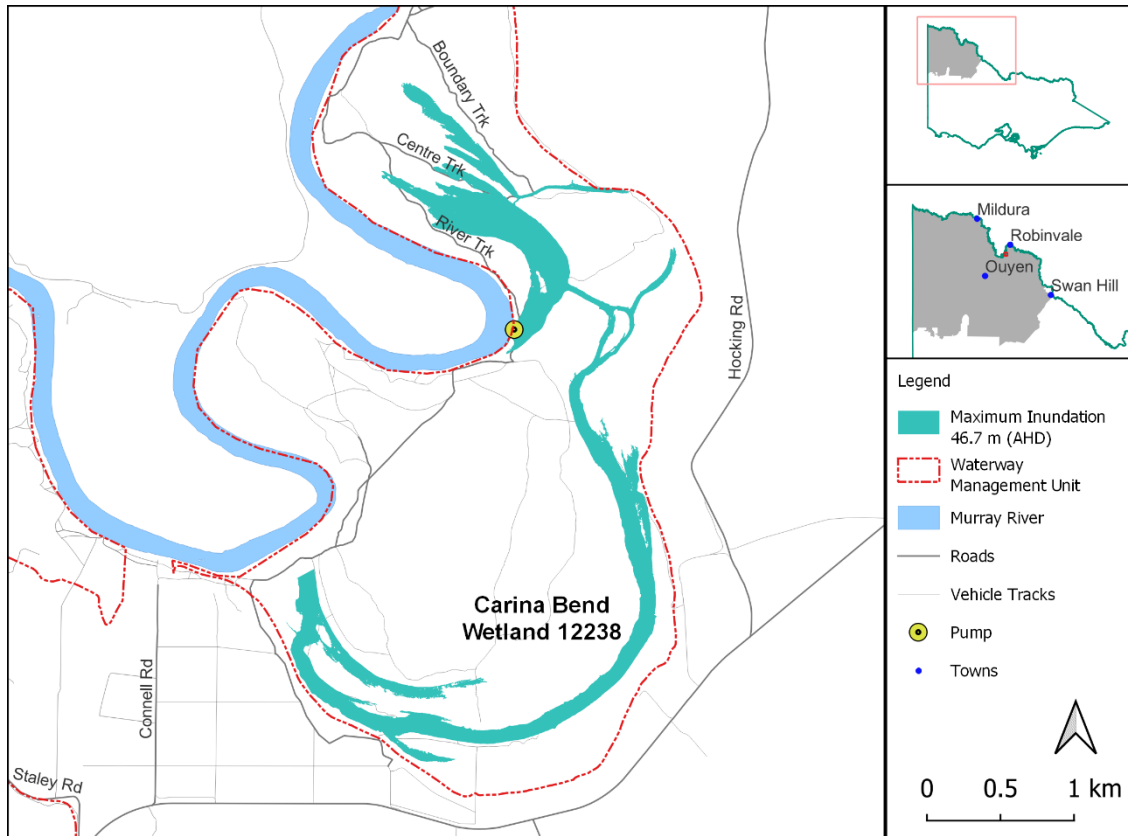 Boundary Trk
Centre Trk
River Trk
Hocking Rd
Carina Bend
Wetland 12238
Connell Rd
Staley Rd
Mildura
Robinvale
Ouyen
Swan Hill
Legend
Maximum Inundation
46.7 m (AHD)
Waterway
Management Unit
Murray River
Roads
Vehicle Tracks
Pump
Towns
0 0.5 1 km